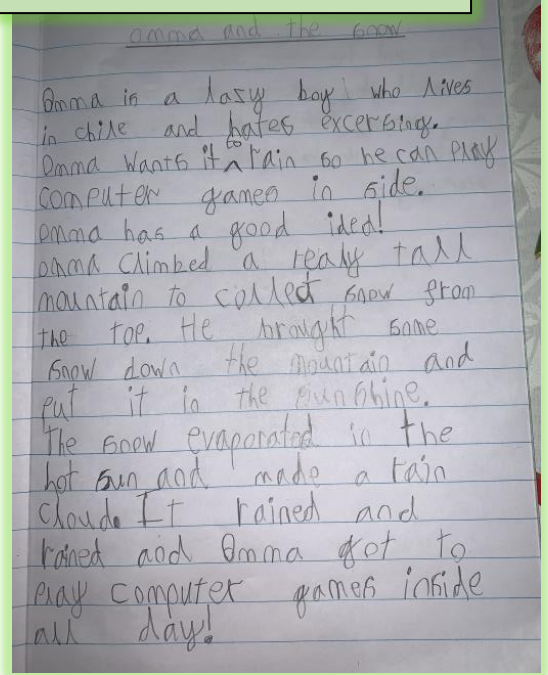 omma and the snow
Omma is a lasy boy who lives
in chile and hates excersing.
Omma wants it to rain so he can play
computer games in side.
omma has a good idea!
omma climbed a realy tall
mountain to collect snow from
the top. He brought some
snow down the mountain and
put it in the sunshine.
The snow evaporated in the
hot sun and made a rain
cloud. It rained and
rained and Omma got to
play computer games inside
all day!